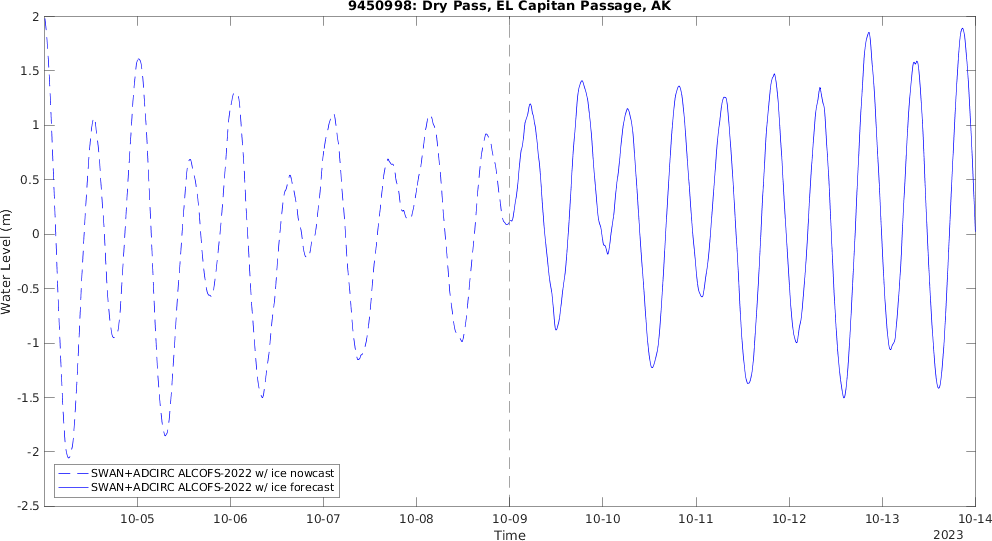 9450998: Dry Pass, EL Capitan Passage, AK
2
1.5
1
0.5
0
-0.5
-1
-1.5
-2
-2.5
Water Level (m)
SWAN+ADCIRC ALCOFS-2022 w/ ice nowcast
SWAN+ADCIRC ALCOFS-2022 w/ ice forecast
10-05 10-06 10-07 10-08 10-09 10-10 10-11 10-12 10-13 10-14
Time
2023